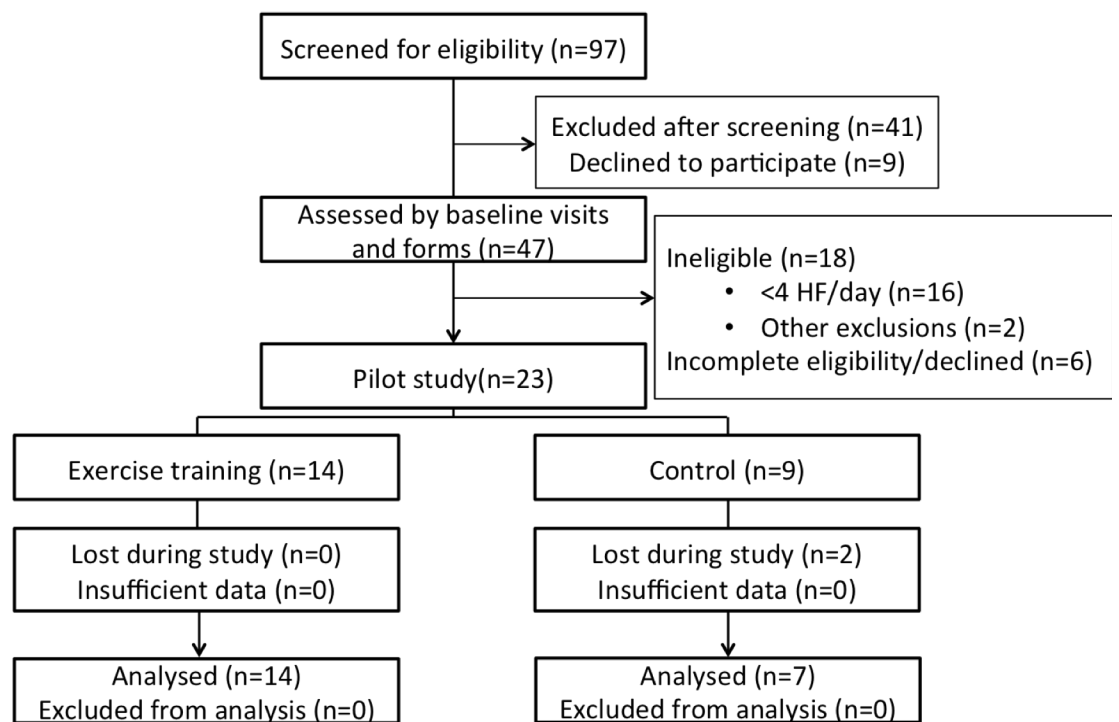 Screened for eligibility (n=97)
Excluded after screening (n=41)
Declined to participate (n=9)
Assessed by baseline visits
and forms (n=47)
Ineligible (n=18)
• <4 HF/day (n=16)
• Other exclusions (n=2)
Incomplete eligibility/declined (n=6)
Pilot study(n=23)
Exercise training (n=14)
Control (n=9)
Lost during study (n=0)
Insufficient data (n=0)
Lost during study (n=2)
Insufficient data (n=0)
Analysed (n=14)
Excluded from analysis (n=0)
Analysed (n=7)
Excluded from analysis (n=0)